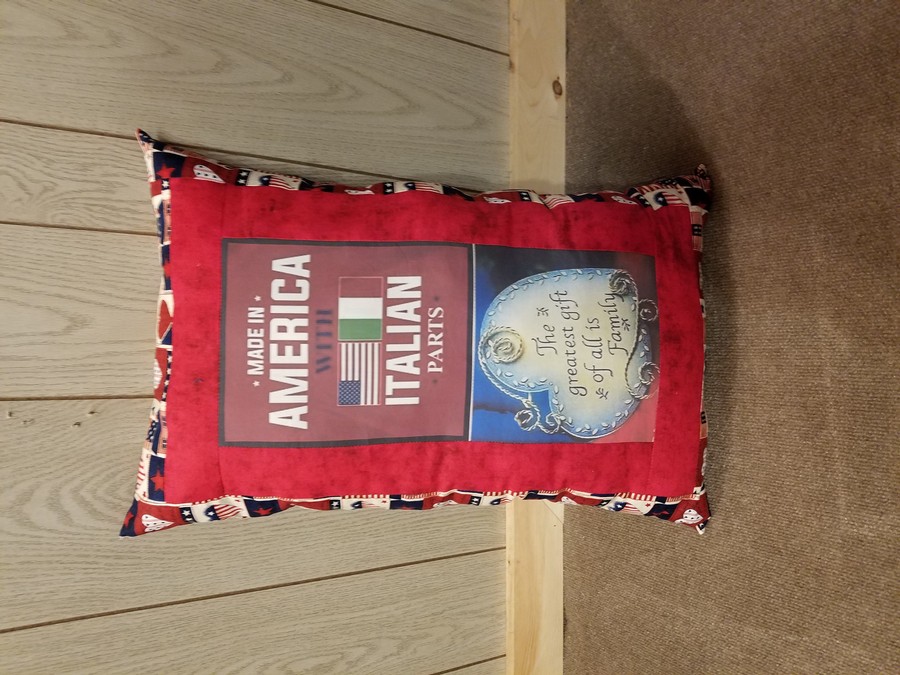 MADE IN
AMERICA
WITH
ITALIAN
PARTS
The
greatest gift
of all is
Family